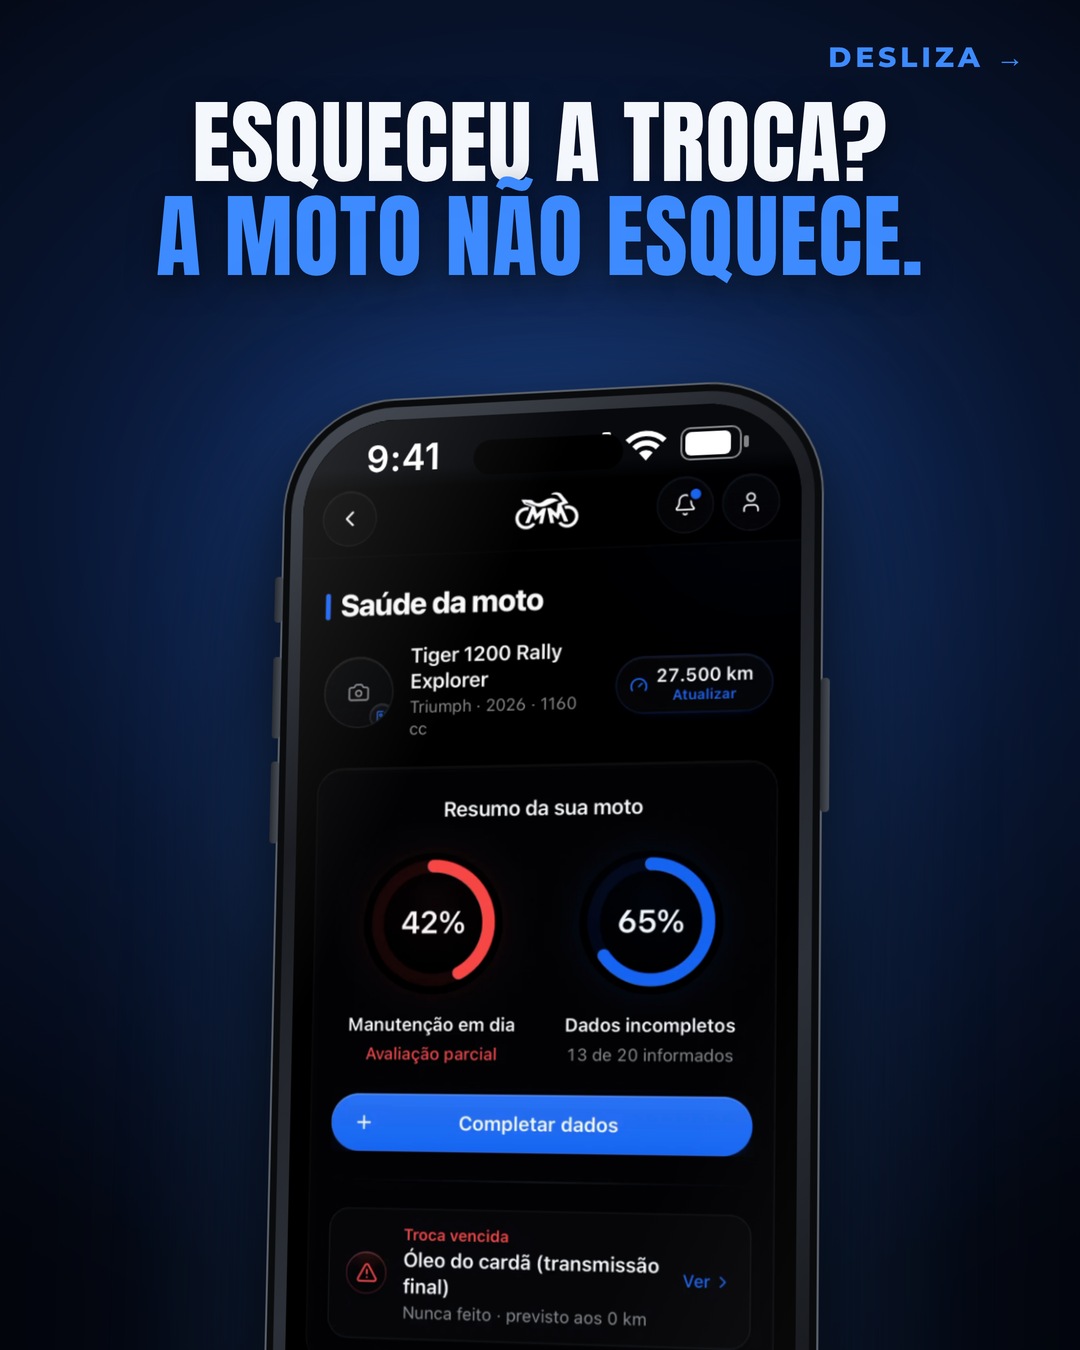 DESLIZA →
ESQUECEU A TROCA?
A MOTO NÃO ESQUECE.
9:41
MM
Saúde da moto
Tiger 1200 Rally
Explorer
Triumph · 2026 · 1160
cc
27.500 km
Atualizar
Resumo da sua moto
42%
65%
Manutenção em dia
Dados incompletos
Avaliação parcial
13 de 20 informados
+ Completar dados
Troca vencida
Óleo do cardã (transmissão
final)
Ver >
Nunca feito · previsto aos 0 km